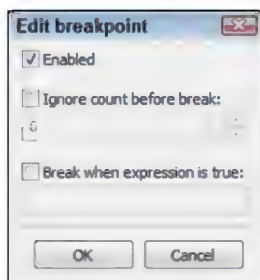 Edit breakpoint
Enabled
Ignore count before break:
0
Break when expression is true:
OK
Cancel